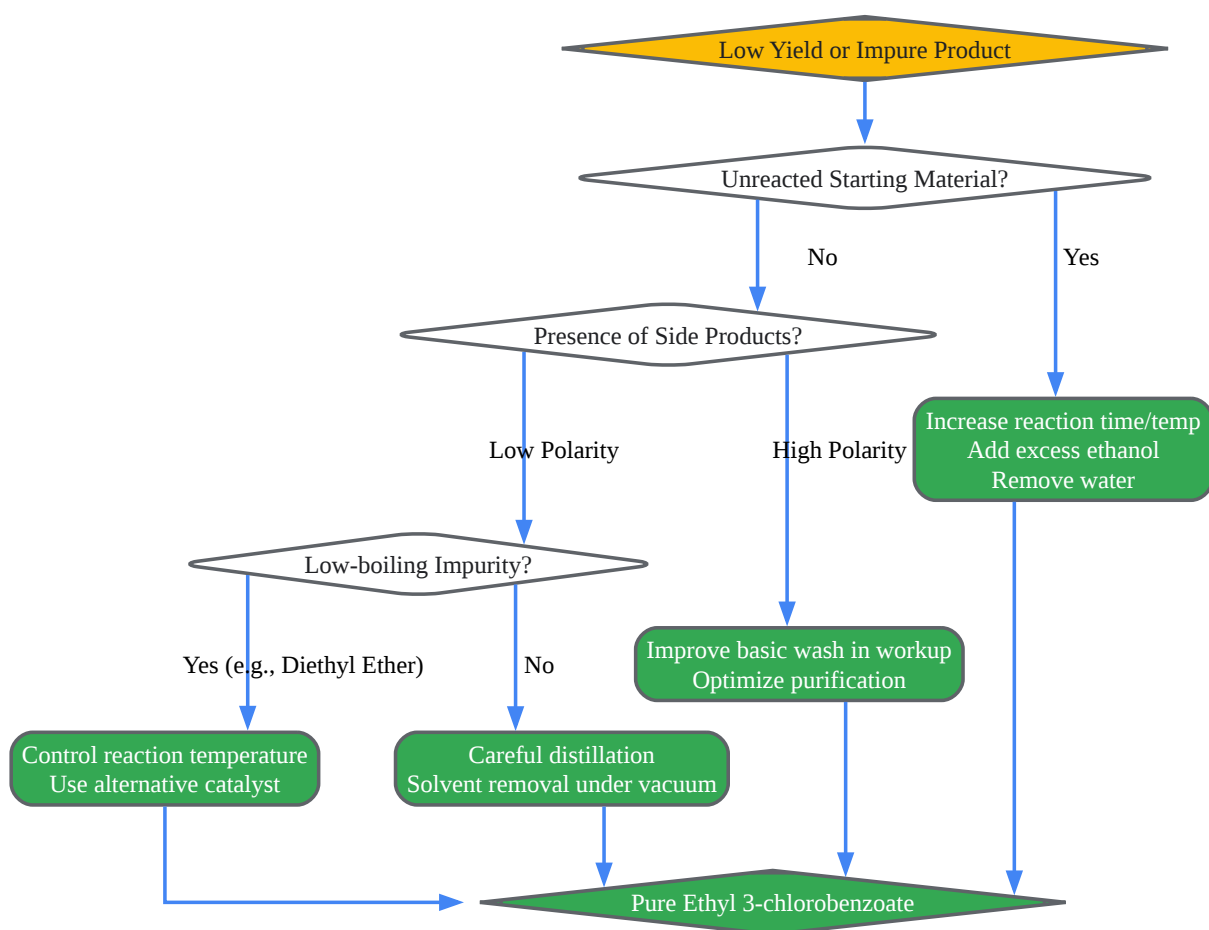 Low Yield or Impure Product
Unreacted Starting Material?
No
Yes
Presence of Side Products?
Increase reaction time/temp
Add excess ethanol
Remove water
Low Polarity
High Polarity
Low-boiling Impurity?
Improve basic wash in workup
Optimize purification
Yes (e.g., Diethyl Ether)
No
Control reaction temperature
Use alternative catalyst
Careful distillation
Solvent removal under vacuum
Pure Ethyl 3-chlorobenzoate